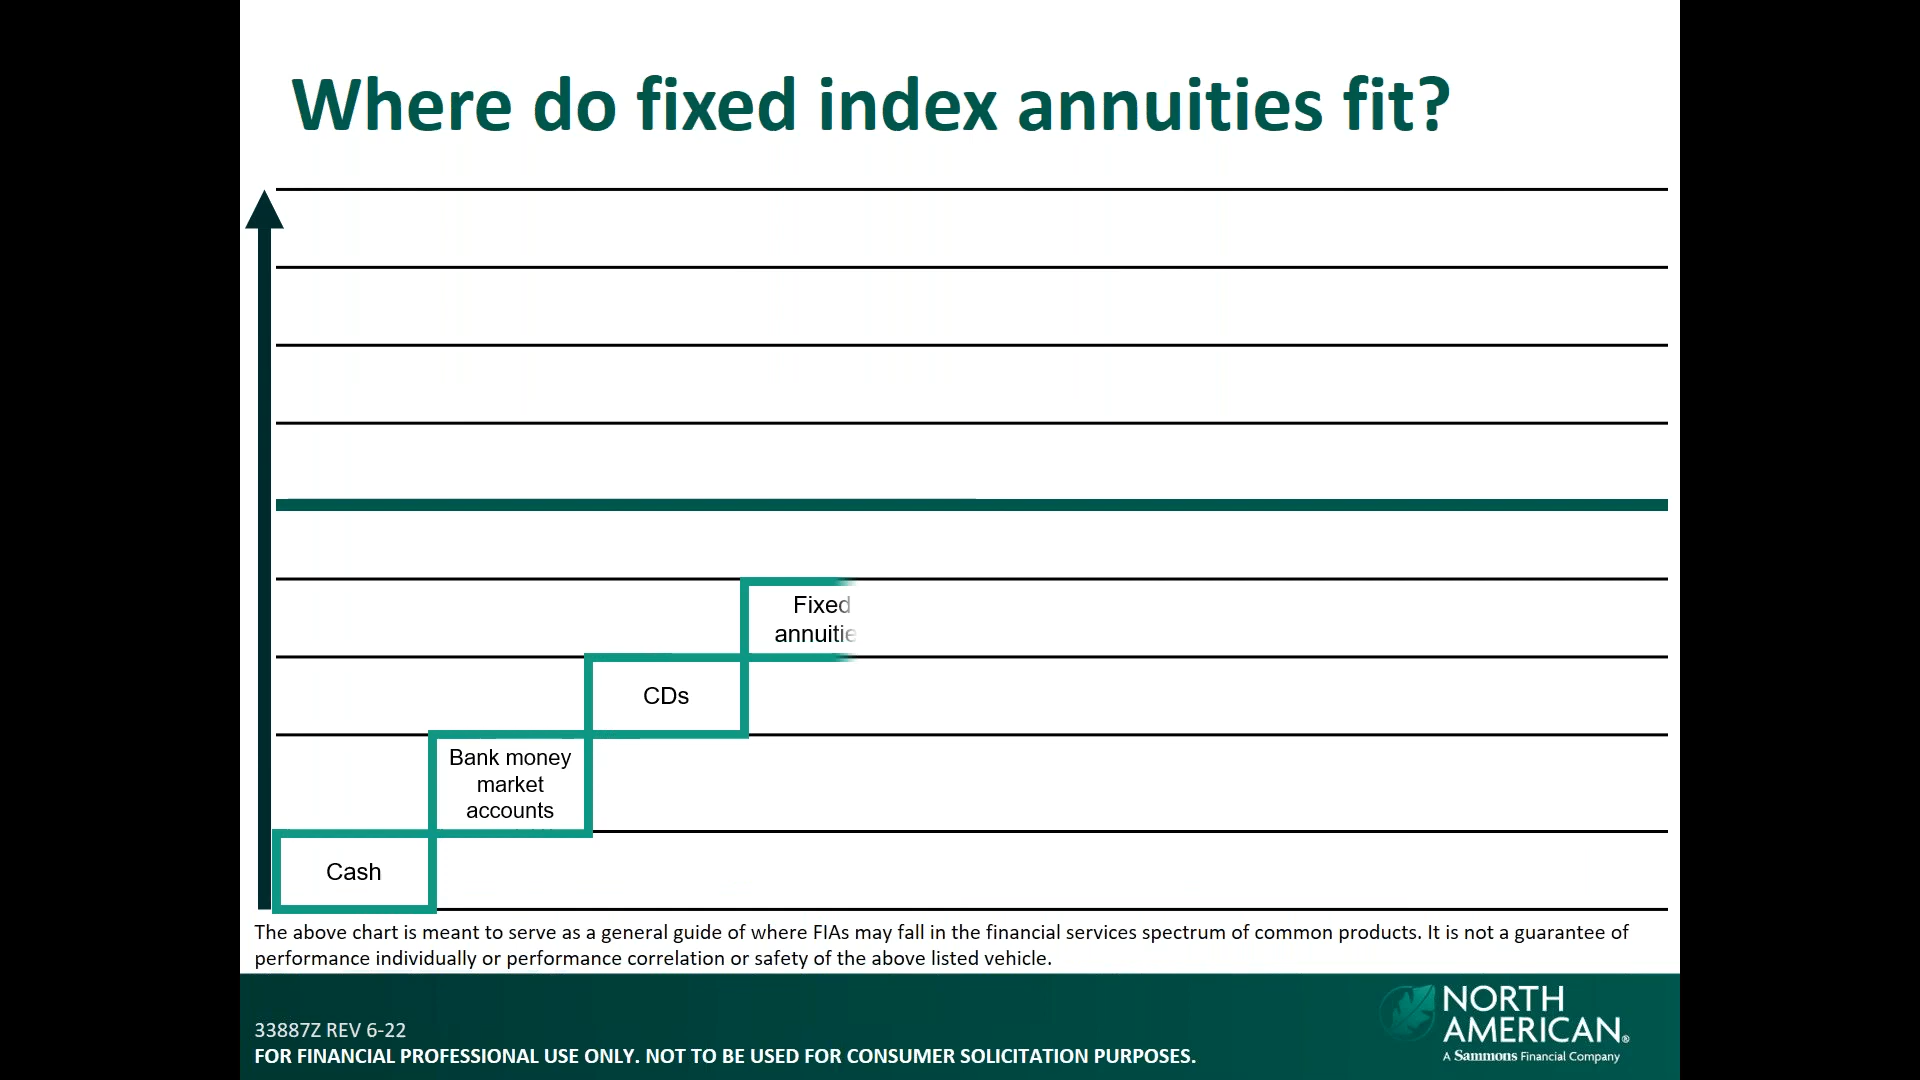 Where do fixed index annuities fit?
Fixed
annuitie
CDs
Bank money
market
accounts
Cash
The above chart is meant to serve as a general guide of where FIAs may fall in the financial services spectrum of common products. It is not a guarantee of
performance individually or performance correlation or safety of the above listed vehicle.
33887Z REV 6-22
FOR FINANCIAL PROFESSIONAL USE ONLY. NOT TO BE USED FOR CONSUMER SOLICITATION PURPOSES.
NORTH
AMERICAN®
A Sammons Financial Company